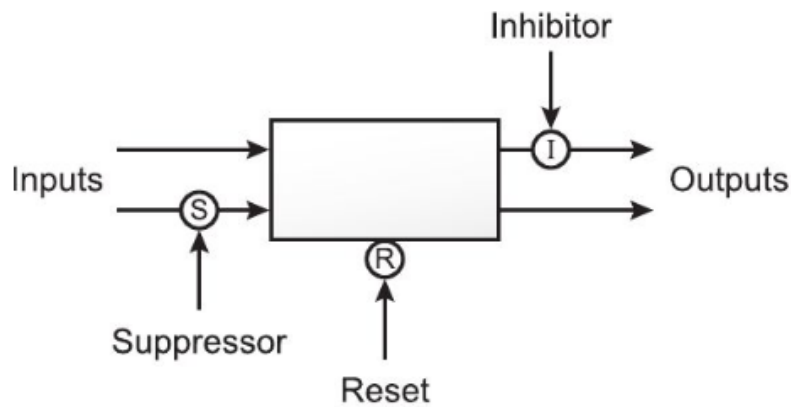 Inhibitor
I
Inputs
Outputs
S
R
Suppressor
Reset